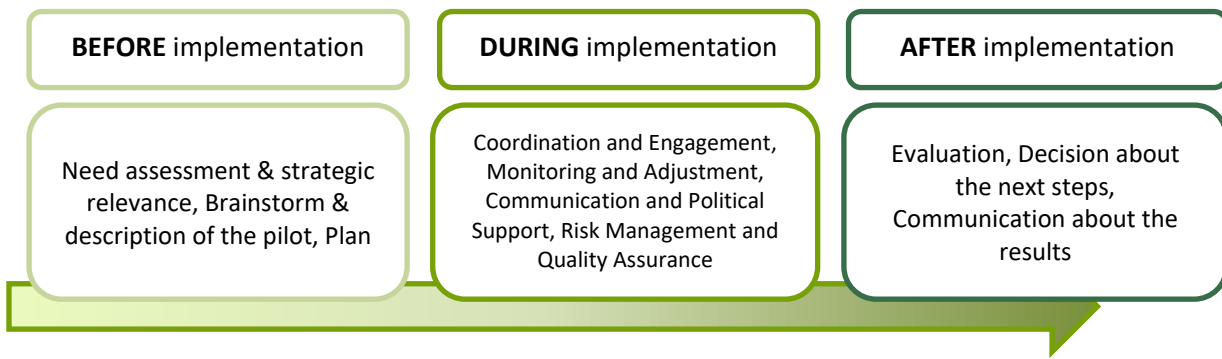 BEFORE implementation
DURING implementation
AFTER implementation
Need assessment & strategic
relevance, Brainstorm &
description of the pilot, Plan
Coordination and Engagement,
Monitoring and Adjustment,
Communication and Political
Support, Risk Management and
Quality Assurance
Evaluation, Decision about
the next steps,
Communication about the
results